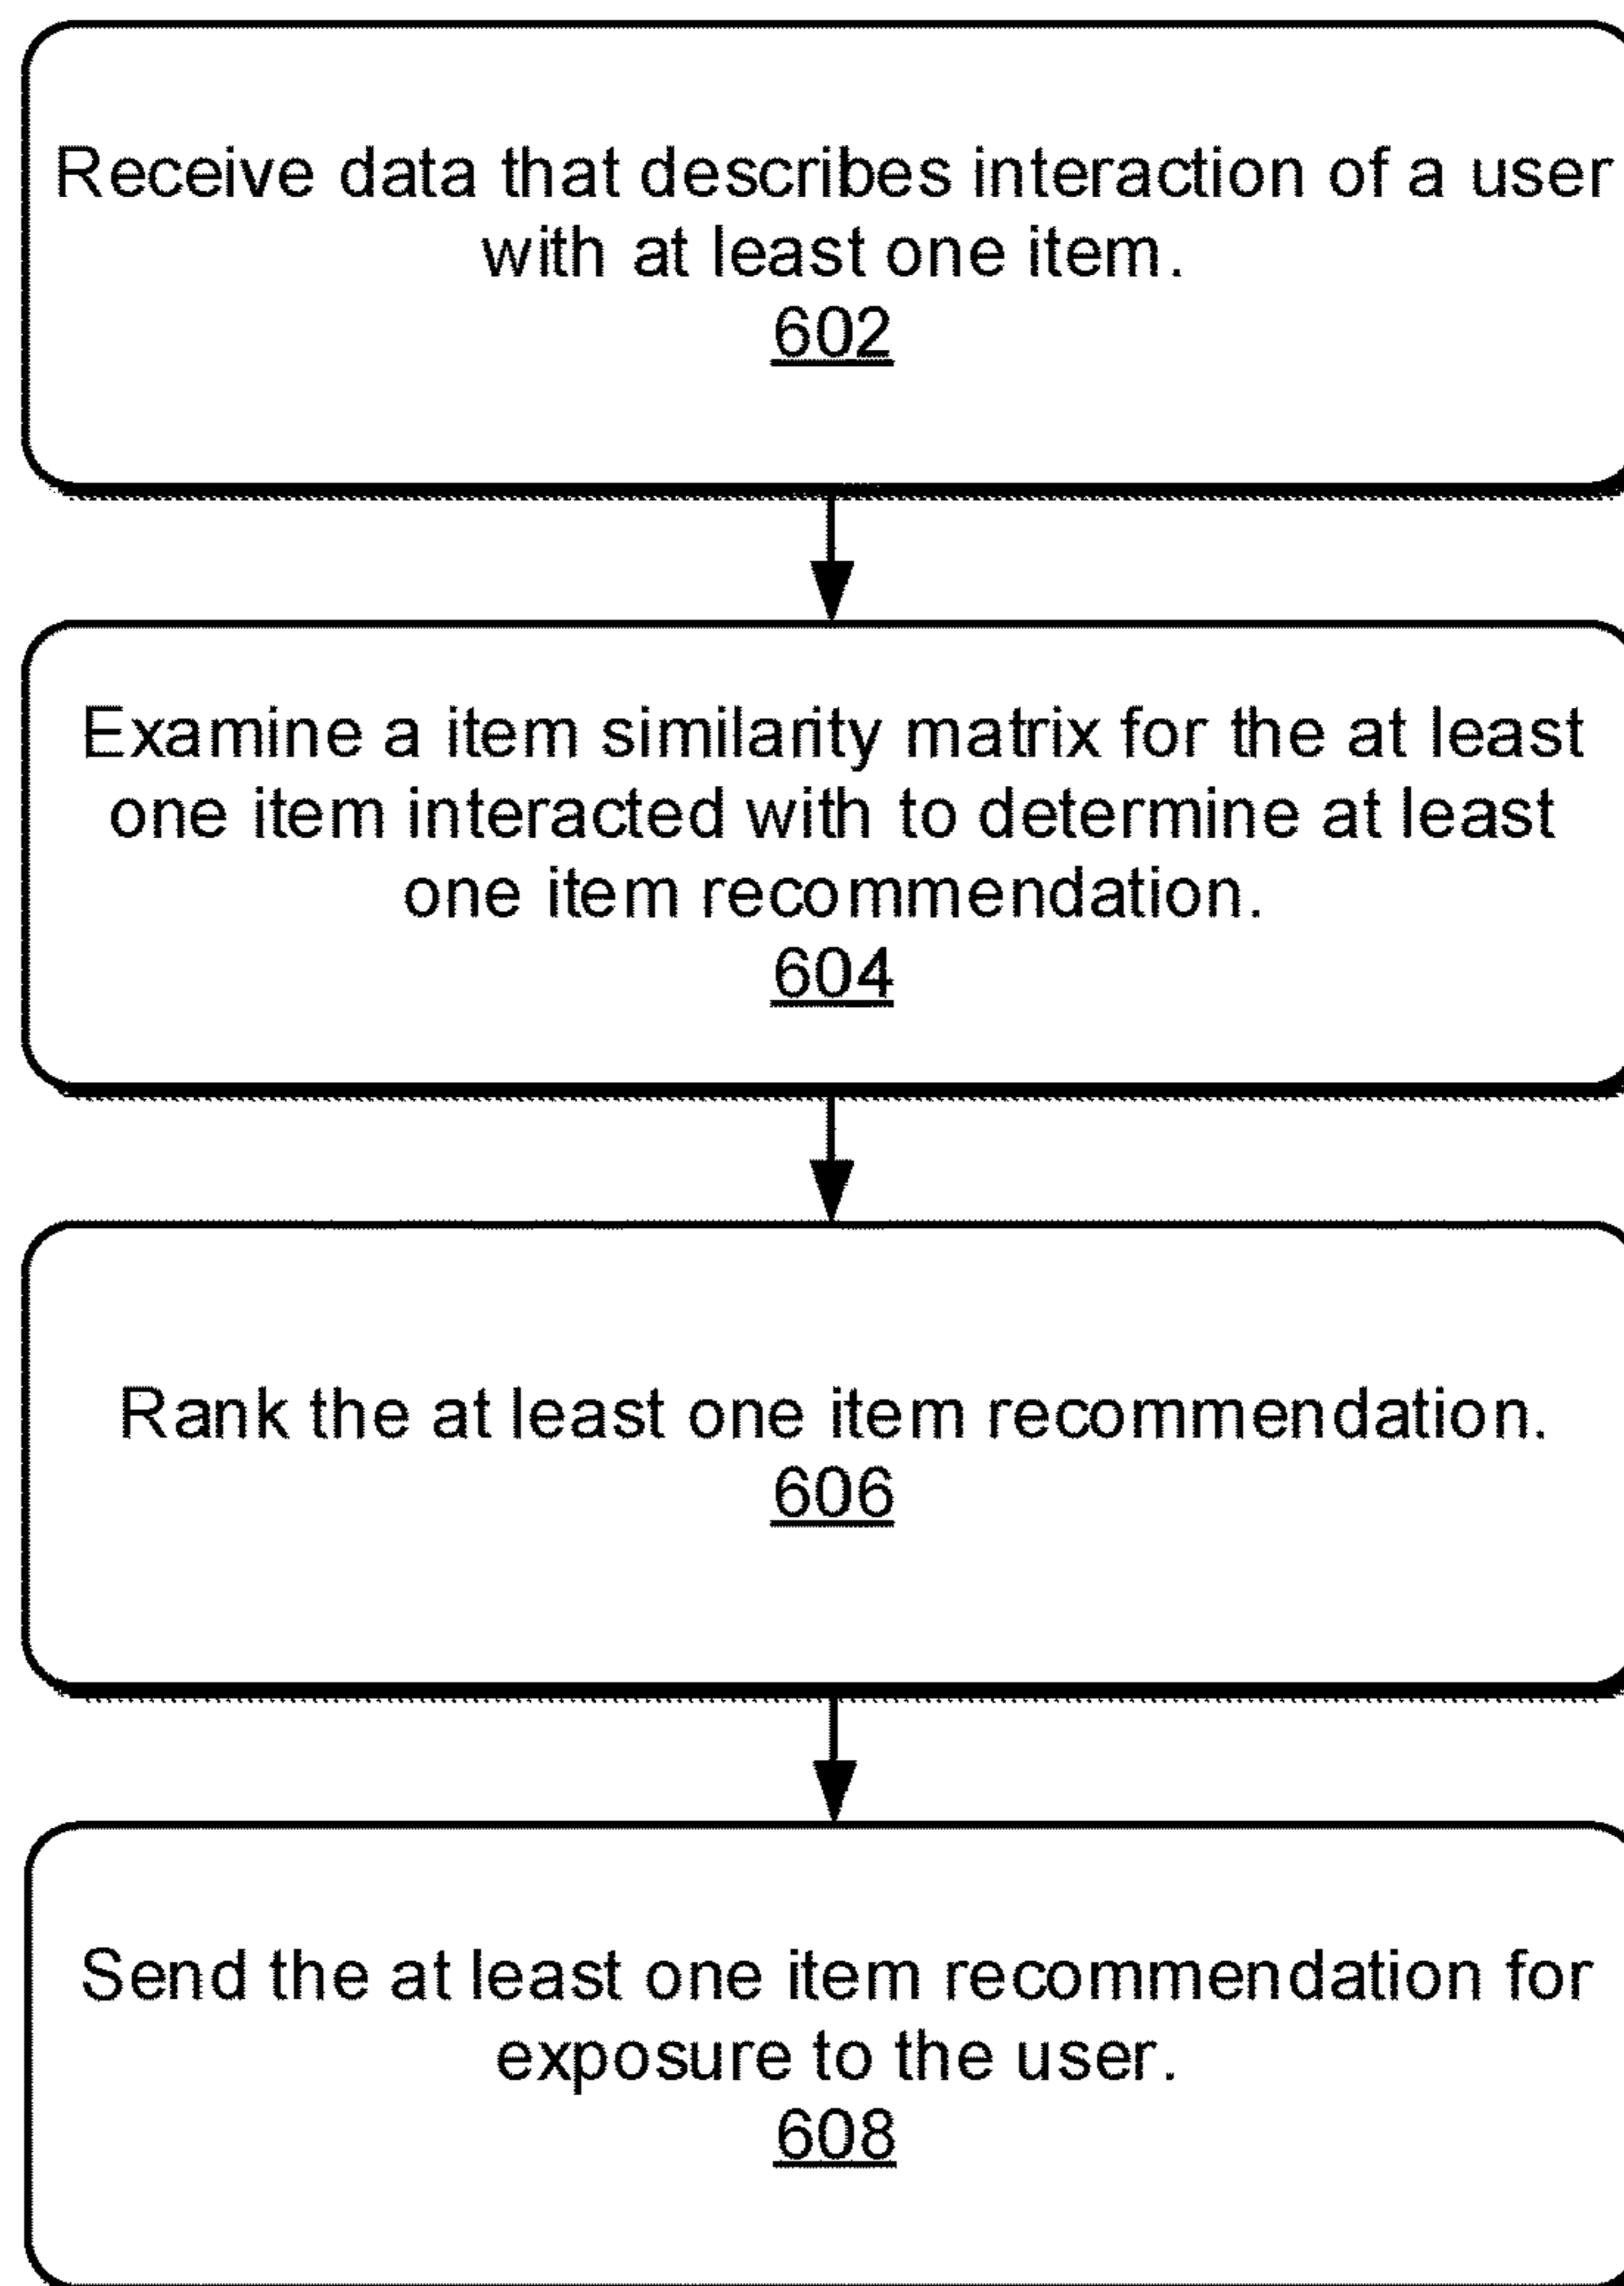 Receive data that describes interaction of a user
with at least one item.
602
Examine a item similarity matrix for the at least
one item interacted with to determine at least
one item recommendation.
604
Rank the at least one item recommendation.
606
Send the at least one item recommendation for
exposure to the user.
608